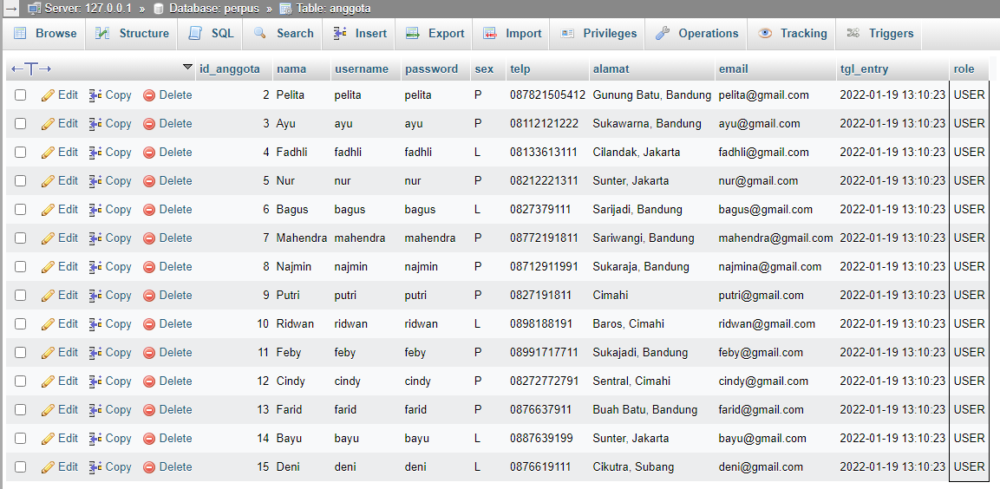 Server: 127.0.0.1 » Database: perpus » Table: anggota
Browse Structure SQL Search Insert Export Import Privileges Operations Tracking Triggers
id_anggota nama username password sex telp alamat email tgl_entry role
Edit Copy Delete 2 Pelita pelita pelita P 087821505412 Gunung Batu, Bandung pelita@gmail.com 2022-01-19 13:10:23 USER
Edit Copy Delete 3 Ayu ayu ayu P 08112121222 Sukawarna, Bandung ayu@gmail.com 2022-01-19 13:10:23 USER
Edit Copy Delete 4 Fadhli fadhli fadhli L 08133613111 Cilandak, Jakarta fadhli@gmail.com 2022-01-19 13:10:23 USER
Edit Copy Delete 5 Nur nur nur P 08212221311 Sunter, Jakarta nur@gmail.com 2022-01-19 13:10:23 USER
Edit Copy Delete 6 Bagus bagus bagus L 0827379111 Sarijadi, Bandung bagus@gmail.com 2022-01-19 13:10:23 USER
Edit Copy Delete 7 Mahendra mahendra mahendra P 08772191811 Sariwangi, Bandung mahendra@gmail.com 2022-01-19 13:10:23 USER
Edit Copy Delete 8 Najmin najmin najmin P 08712911991 Sukaraja, Bandung najmina@gmail.com 2022-01-19 13:10:23 USER
Edit Copy Delete 9 Putri putri putri P 0827191811 Cimahi putri@gmail.com 2022-01-19 13:10:23 USER
Edit Copy Delete 10 Ridwan ridwan ridwan L 0898188191 Baros, Cimahi ridwan@gmail.com 2022-01-19 13:10:23 USER
Edit Copy Delete 11 Feby feby feby P 08991717711 Sukajadi, Bandung feby@gmail.com 2022-01-19 13:10:23 USER
Edit Copy Delete 12 Cindy cindy cindy P 08272772791 Sentral, Cimahi cindy@gmail.com 2022-01-19 13:10:23 USER
Edit Copy Delete 13 Farid farid farid P 0876637911 Buah Batu, Bandung farid@gmail.com 2022-01-19 13:10:23 USER
Edit Copy Delete 14 Bayu bayu bayu L 0887639199 Sunter, Jakarta bayu@gmail.com 2022-01-19 13:10:23 USER
Edit Copy Delete 15 Deni deni deni L 0876619111 Cikutra, Subang deni@gmail.com 2022-01-19 13:10:23 USER